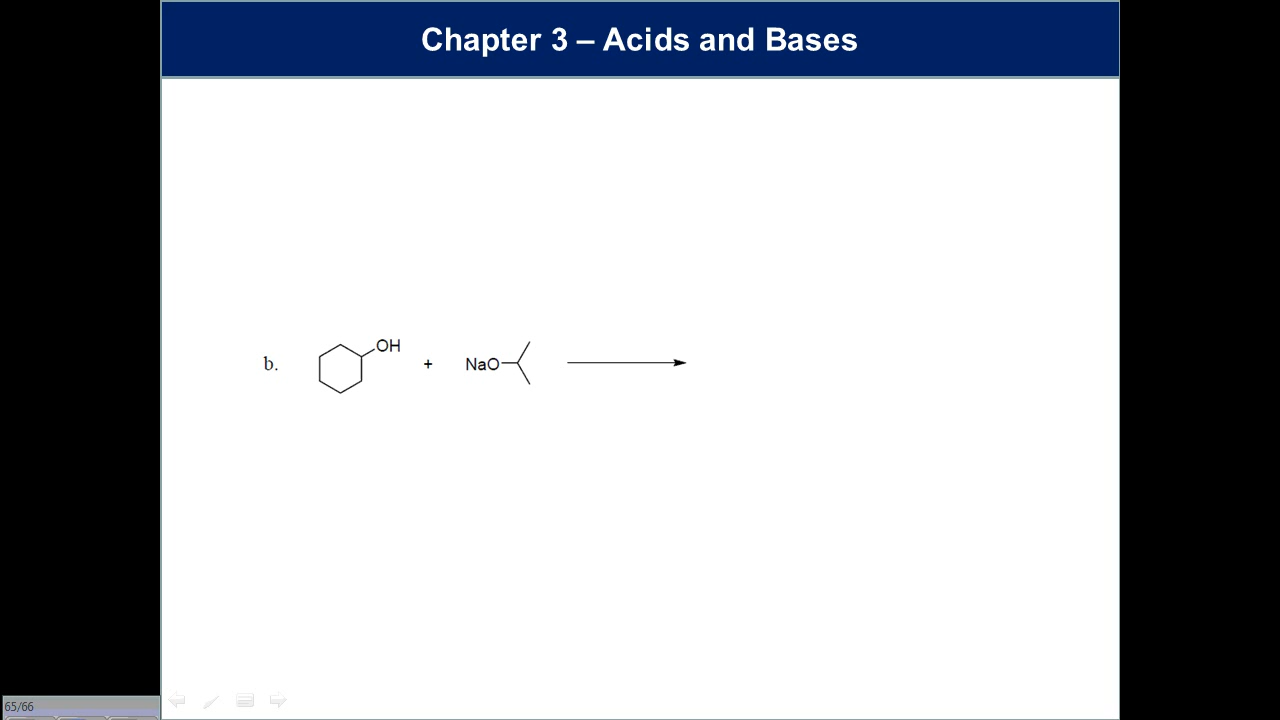 Chapter 3 – Acids and Bases
b. OH + NaO
65/66